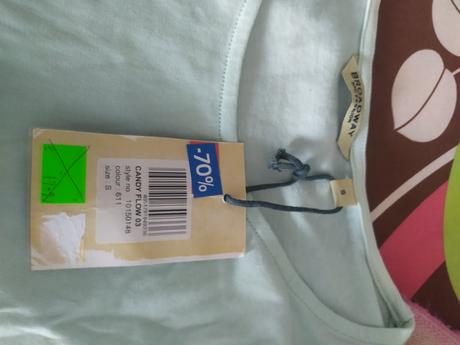 BROADWAY
S
-70%
CANDY FLOW 03
style no. 10150148
colour: 611
size: S